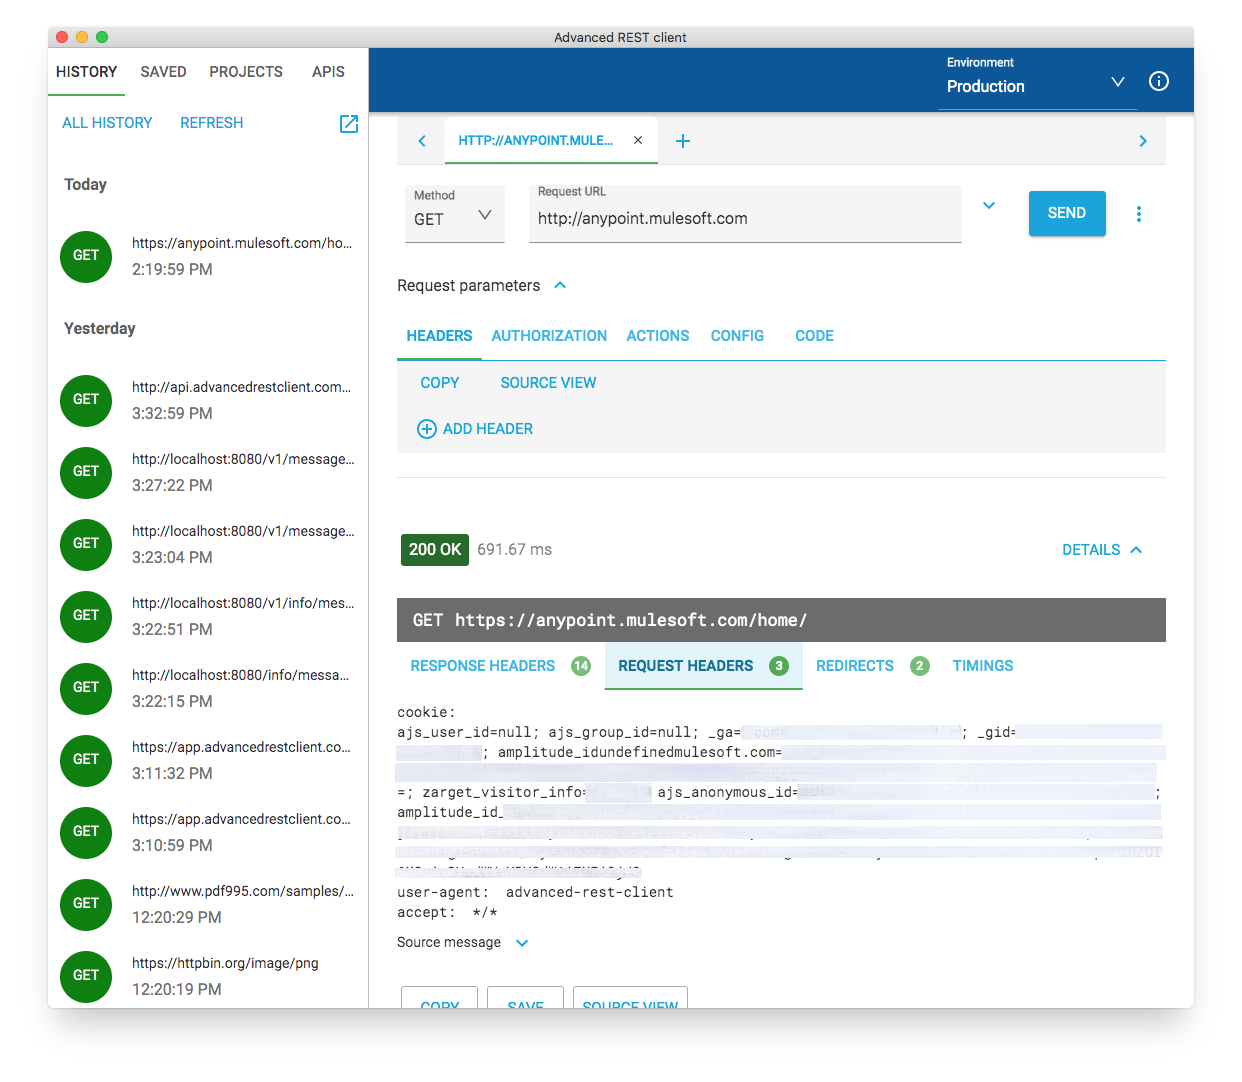 Advanced REST client
HISTORY SAVED PROJECTS APIS
ALL HISTORY REFRESH
Today
GET https://anypoint.mulesoft.com/ho...
2:19:59 PM
Yesterday
GET http://api.advancedrestclient.com...
3:32:59 PM
GET http://localhost:8080/v1/message...
3:27:22 PM
GET http://localhost:8080/v1/message...
3:23:04 PM
GET http://localhost:8080/v1/info/mes...
3:22:51 PM
GET http://localhost:8080/info/messa...
3:22:15 PM
GET https://app.advancedrestclient.co...
3:11:32 PM
GET https://app.advancedrestclient.co...
3:10:59 PM
GET http://www.pdf995.com/samples/...
12:20:29 PM
GET https://httpbin.org/image/png
12:20:19 PM
Environment
Production
HTTP://ANYPOINT.MULE...
Method
GET
Request URL
http://anypoint.mulesoft.com
SEND
Request parameters
HEADERS AUTHORIZATION ACTIONS CONFIG CODE
COPY SOURCE VIEW
ADD HEADER
200 OK 691.67 ms DETAILS
GET https://anypoint.mulesoft.com/home/
RESPONSE HEADERS 14 REQUEST HEADERS 3 REDIRECTS 2 TIMINGS
cookie:
ajs_user_id=null; ajs_group_id=null; _ga= ; _gid=
; amplitude_idundefinedmulesoft.com=
=; zarget_visitor_info= ajs_anonymous_id= ;
amplitude_id_
user-agent: advanced-rest-client
accept: */*
Source message
COPY SAVE SOURCE VIEW